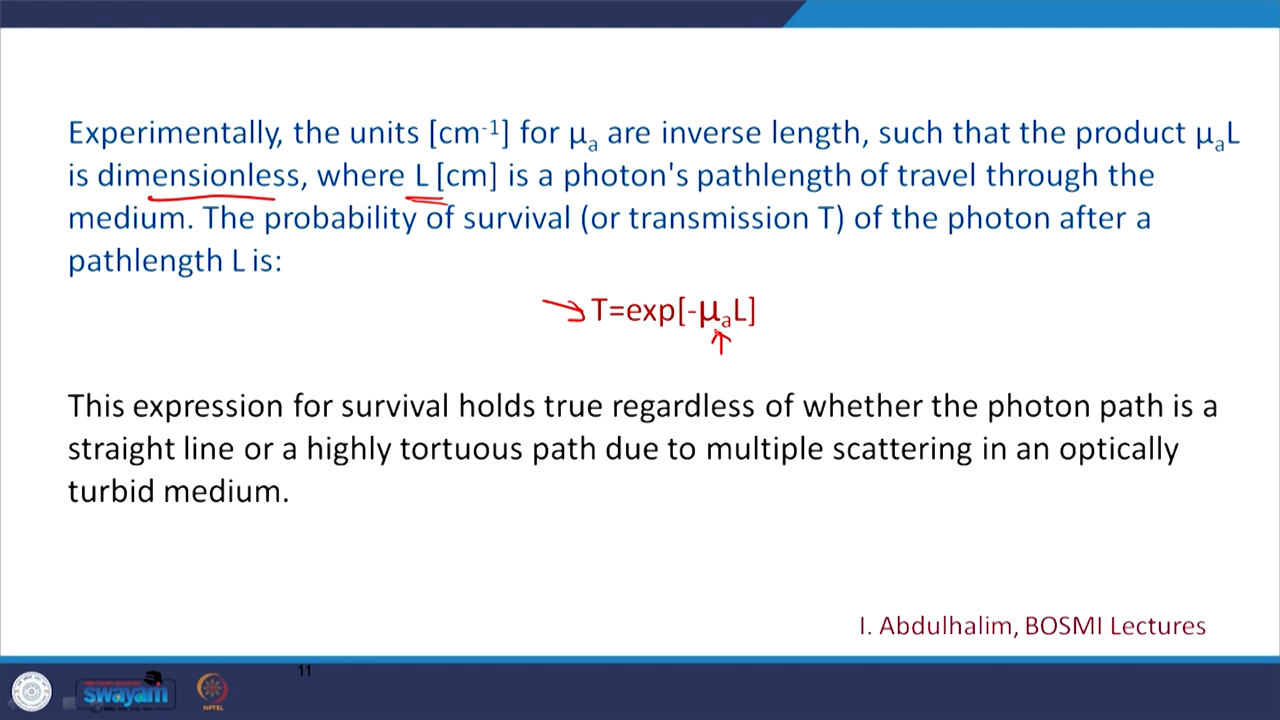 Experimentally, the units [cm⁻¹] for μₐ are inverse length, such that the product μₐL
is dimensionless, where L [cm] is a photon's pathlength of travel through the
medium. The probability of survival (or transmission T) of the photon after a
pathlength L is:
T=exp[-μₐL]
This expression for survival holds true regardless of whether the photon path is a
straight line or a highly tortuous path due to multiple scattering in an optically
turbid medium.
I. Abdulhalim, BOSMI Lectures
11
swayam
NPTEL